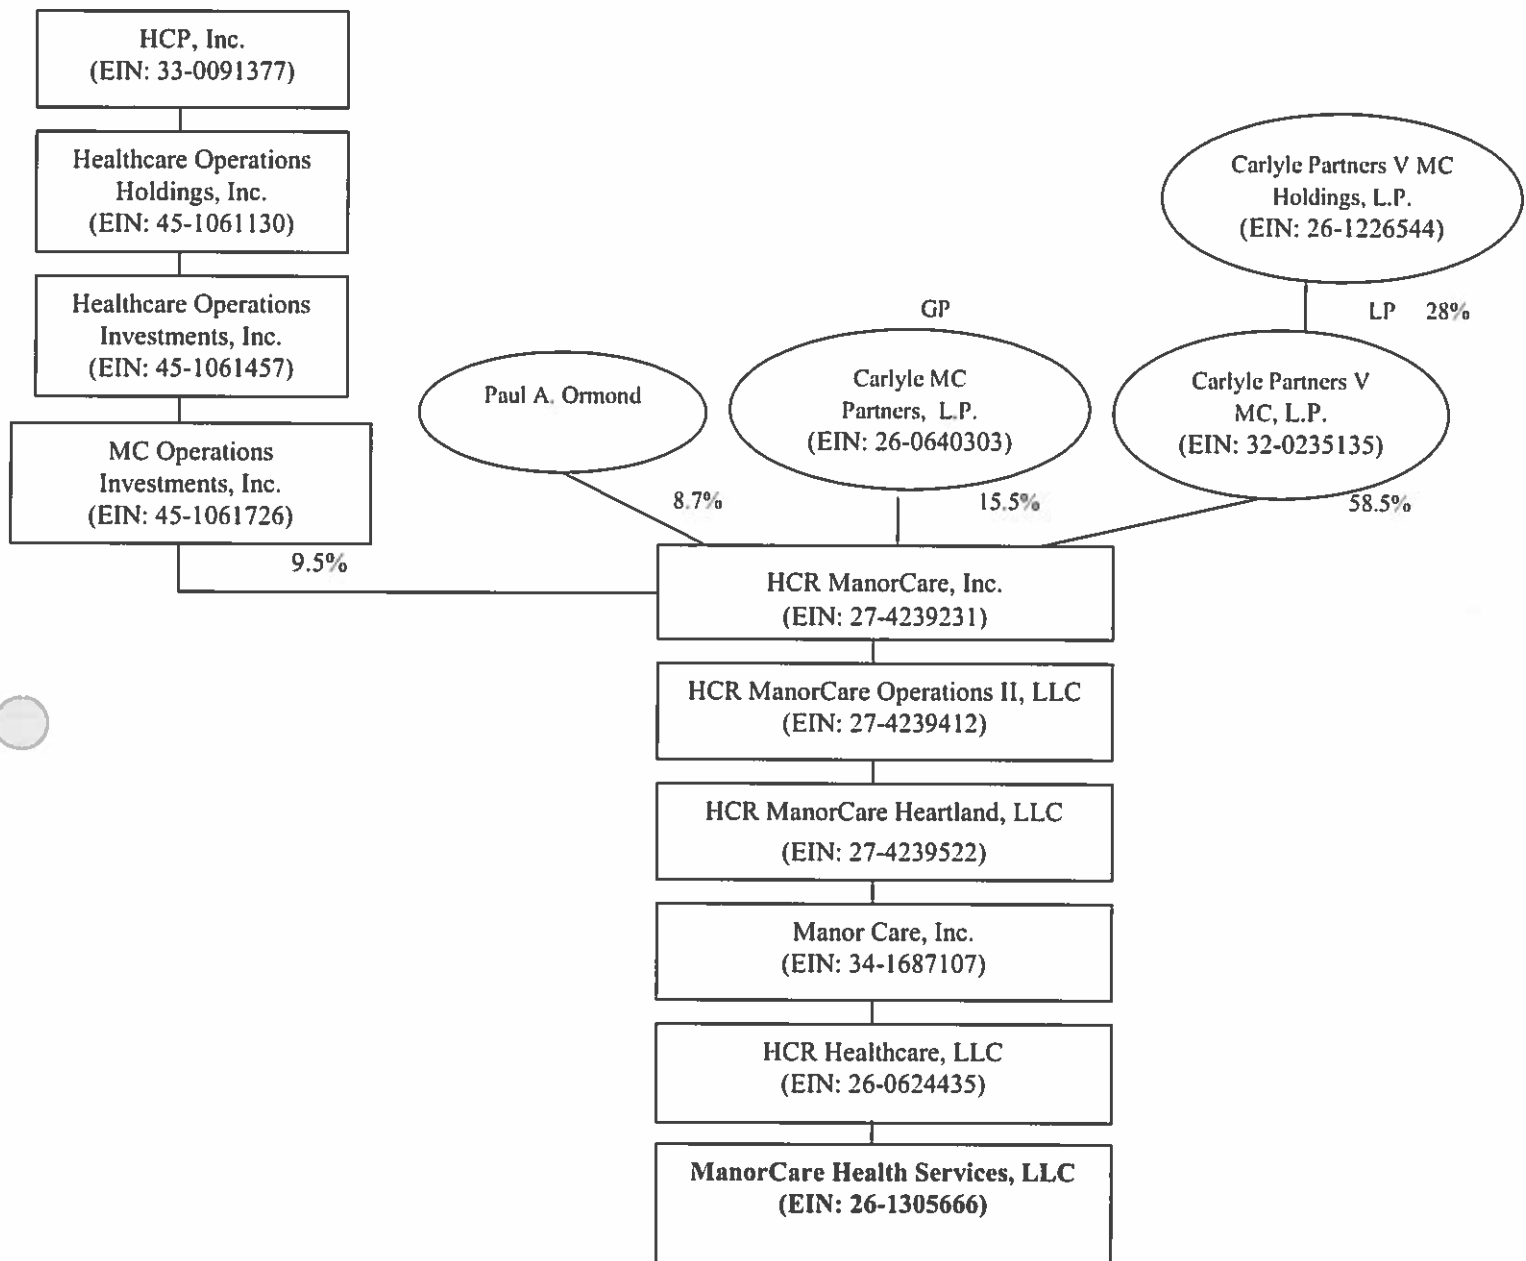 HCP, Inc.
(EIN: 33-0091377)
Healthcare Operations
Holdings, Inc.
(EIN: 45-1061130)
Healthcare Operations
Investments, Inc.
(EIN: 45-1061457)
MC Operations
Investments, Inc.
(EIN: 45-1061726)
9.5%
Paul A. Ormond
8.7%
GP
Carlyle MC
Partners, L.P.
(EIN: 26-0640303)
15.5%
Carlyle Partners V MC
Holdings, L.P.
(EIN: 26-1226544)
LP 28%
Carlyle Partners V
MC, L.P.
(EIN: 32-0235135)
58.5%
HCR ManorCare, Inc.
(EIN: 27-4239231)
HCR ManorCare Operations II, LLC
(EIN: 27-4239412)
HCR ManorCare Heartland, LLC
(EIN: 27-4239522)
Manor Care, Inc.
(EIN: 34-1687107)
HCR Healthcare, LLC
(EIN: 26-0624435)
ManorCare Health Services, LLC
(EIN: 26-1305666)